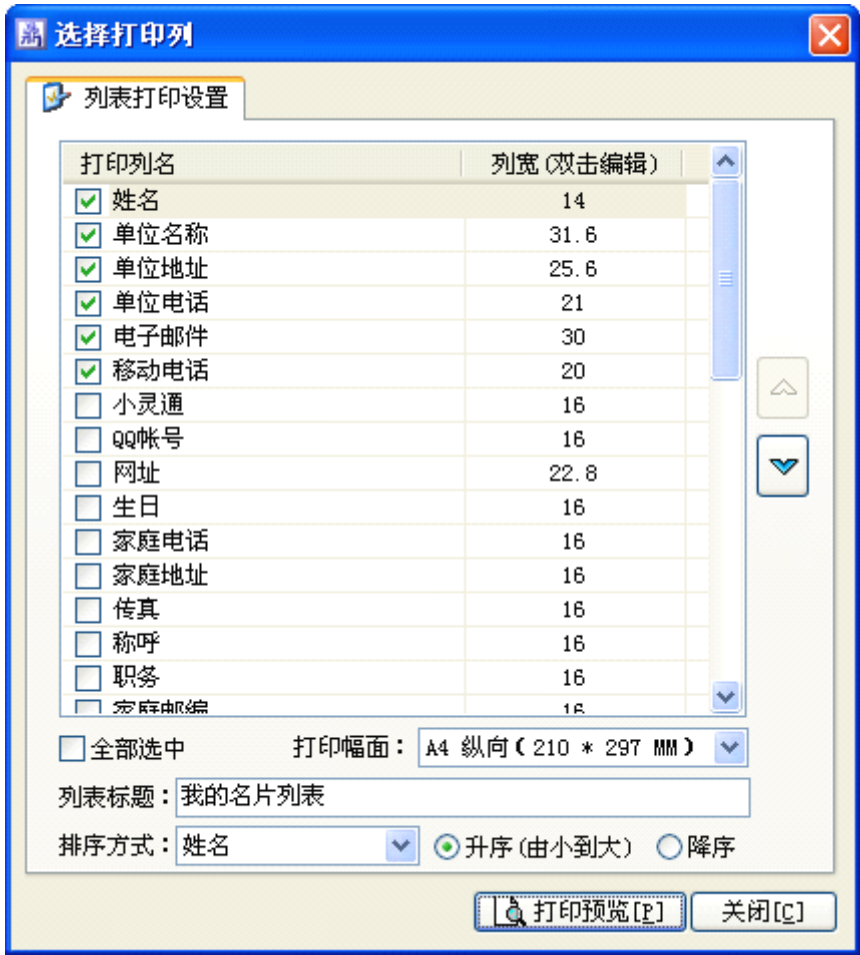 选择打印列
列表打印设置
打印列名 列宽(双击编辑)
姓名 14
单位名称 31.6
单位地址 25.6
单位电话 21
电子邮件 30
移动电话 20
小灵通 16
QQ帐号 16
网址 22.8
生日 16
家庭电话 16
家庭地址 16
传真 16
称呼 16
职务 16
家庭邮编 16
全部选中 打印幅面： A4 纵向(210 * 297 MM)
列表标题：我的名片列表
排序方式：姓名 升序(由小到大) 降序
打印预览[P] 关闭[C]